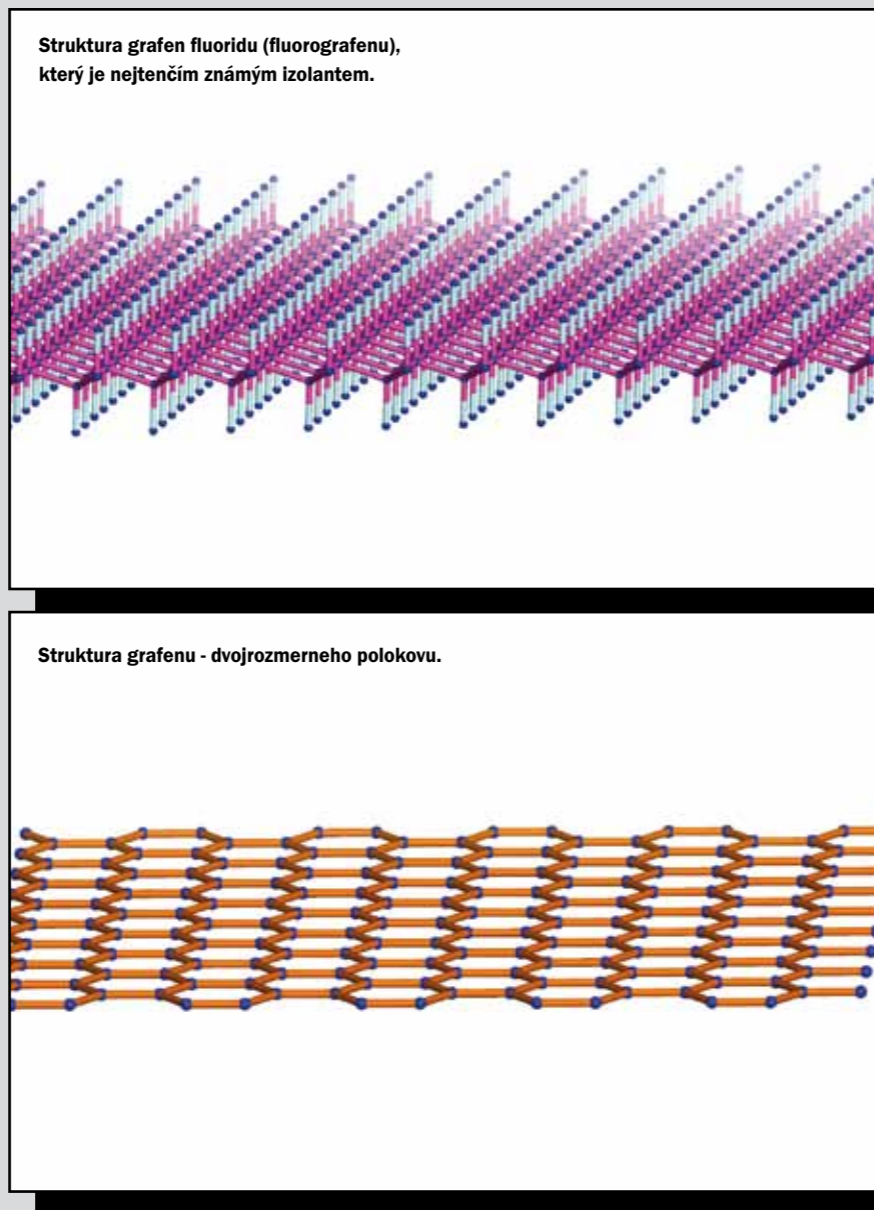 Struktura grafen fluoridu (fluorografenu),
který je nejtenčím známým izolantem.
Struktura grafenu - dvojrozmerneho polokovu.